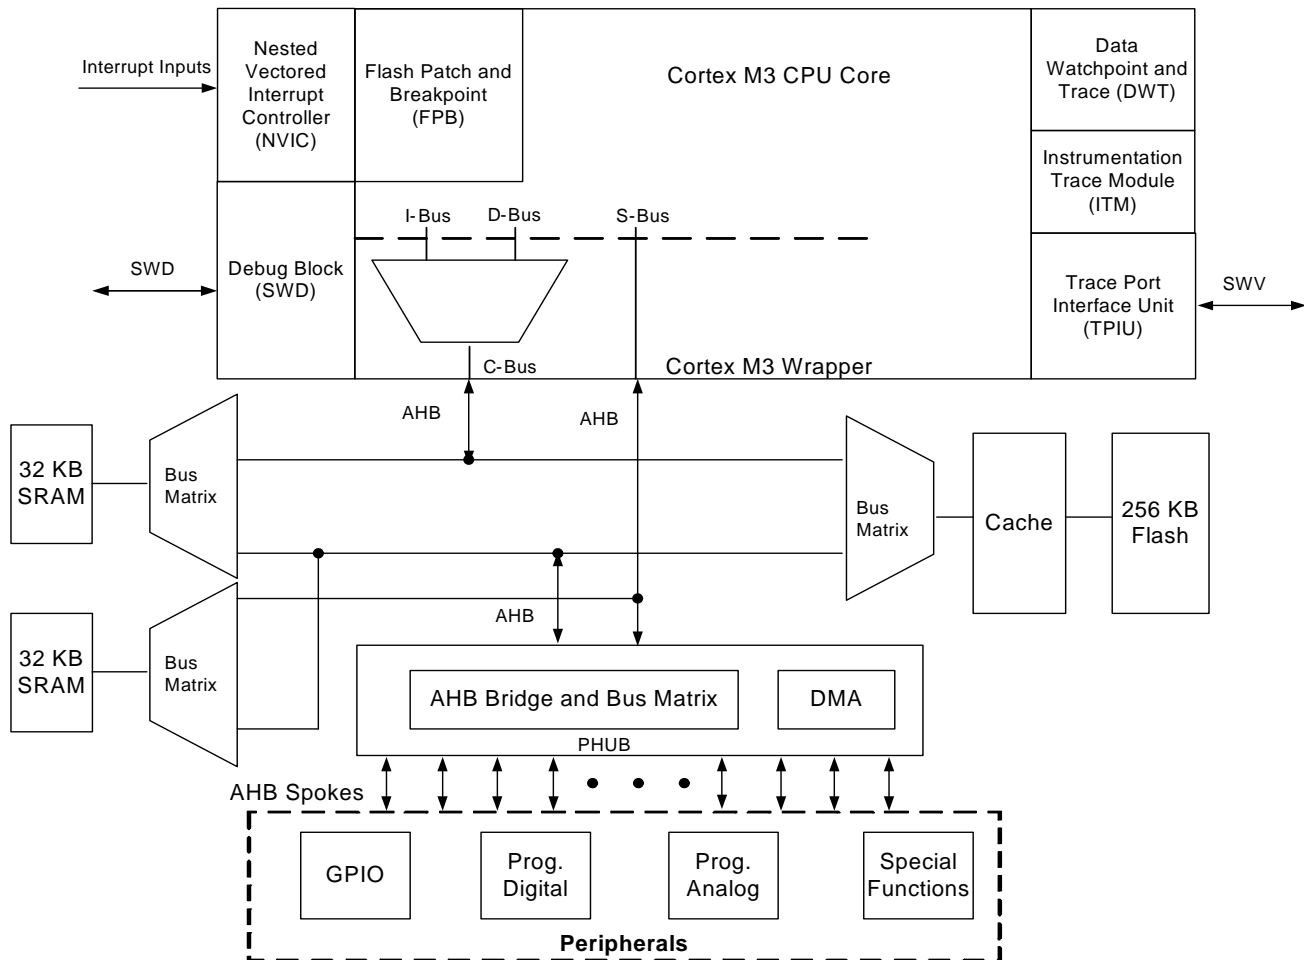 Interrupt Inputs
Nested
Vectored
Interrupt
Controller
(NVIC)
Flash Patch and
Breakpoint
(FPB)
Cortex M3 CPU Core
Data
Watchpoint and
Trace (DWT)
Instrumentation
Trace Module
(ITM)
I-Bus
D-Bus
S-Bus
SWD
Debug Block
(SWD)
Trace Port
Interface Unit
(TPIU)
SWV
C-Bus
Cortex M3 Wrapper
AHB
AHB
32 KB
SRAM
Bus
Matrix
Bus
Matrix
Cache
256 KB
Flash
AHB
32 KB
SRAM
Bus
Matrix
AHB Bridge and Bus Matrix
DMA
PHUB
AHB Spokes
GPIO
Prog.
Digital
Prog.
Analog
Special
Functions
Peripherals